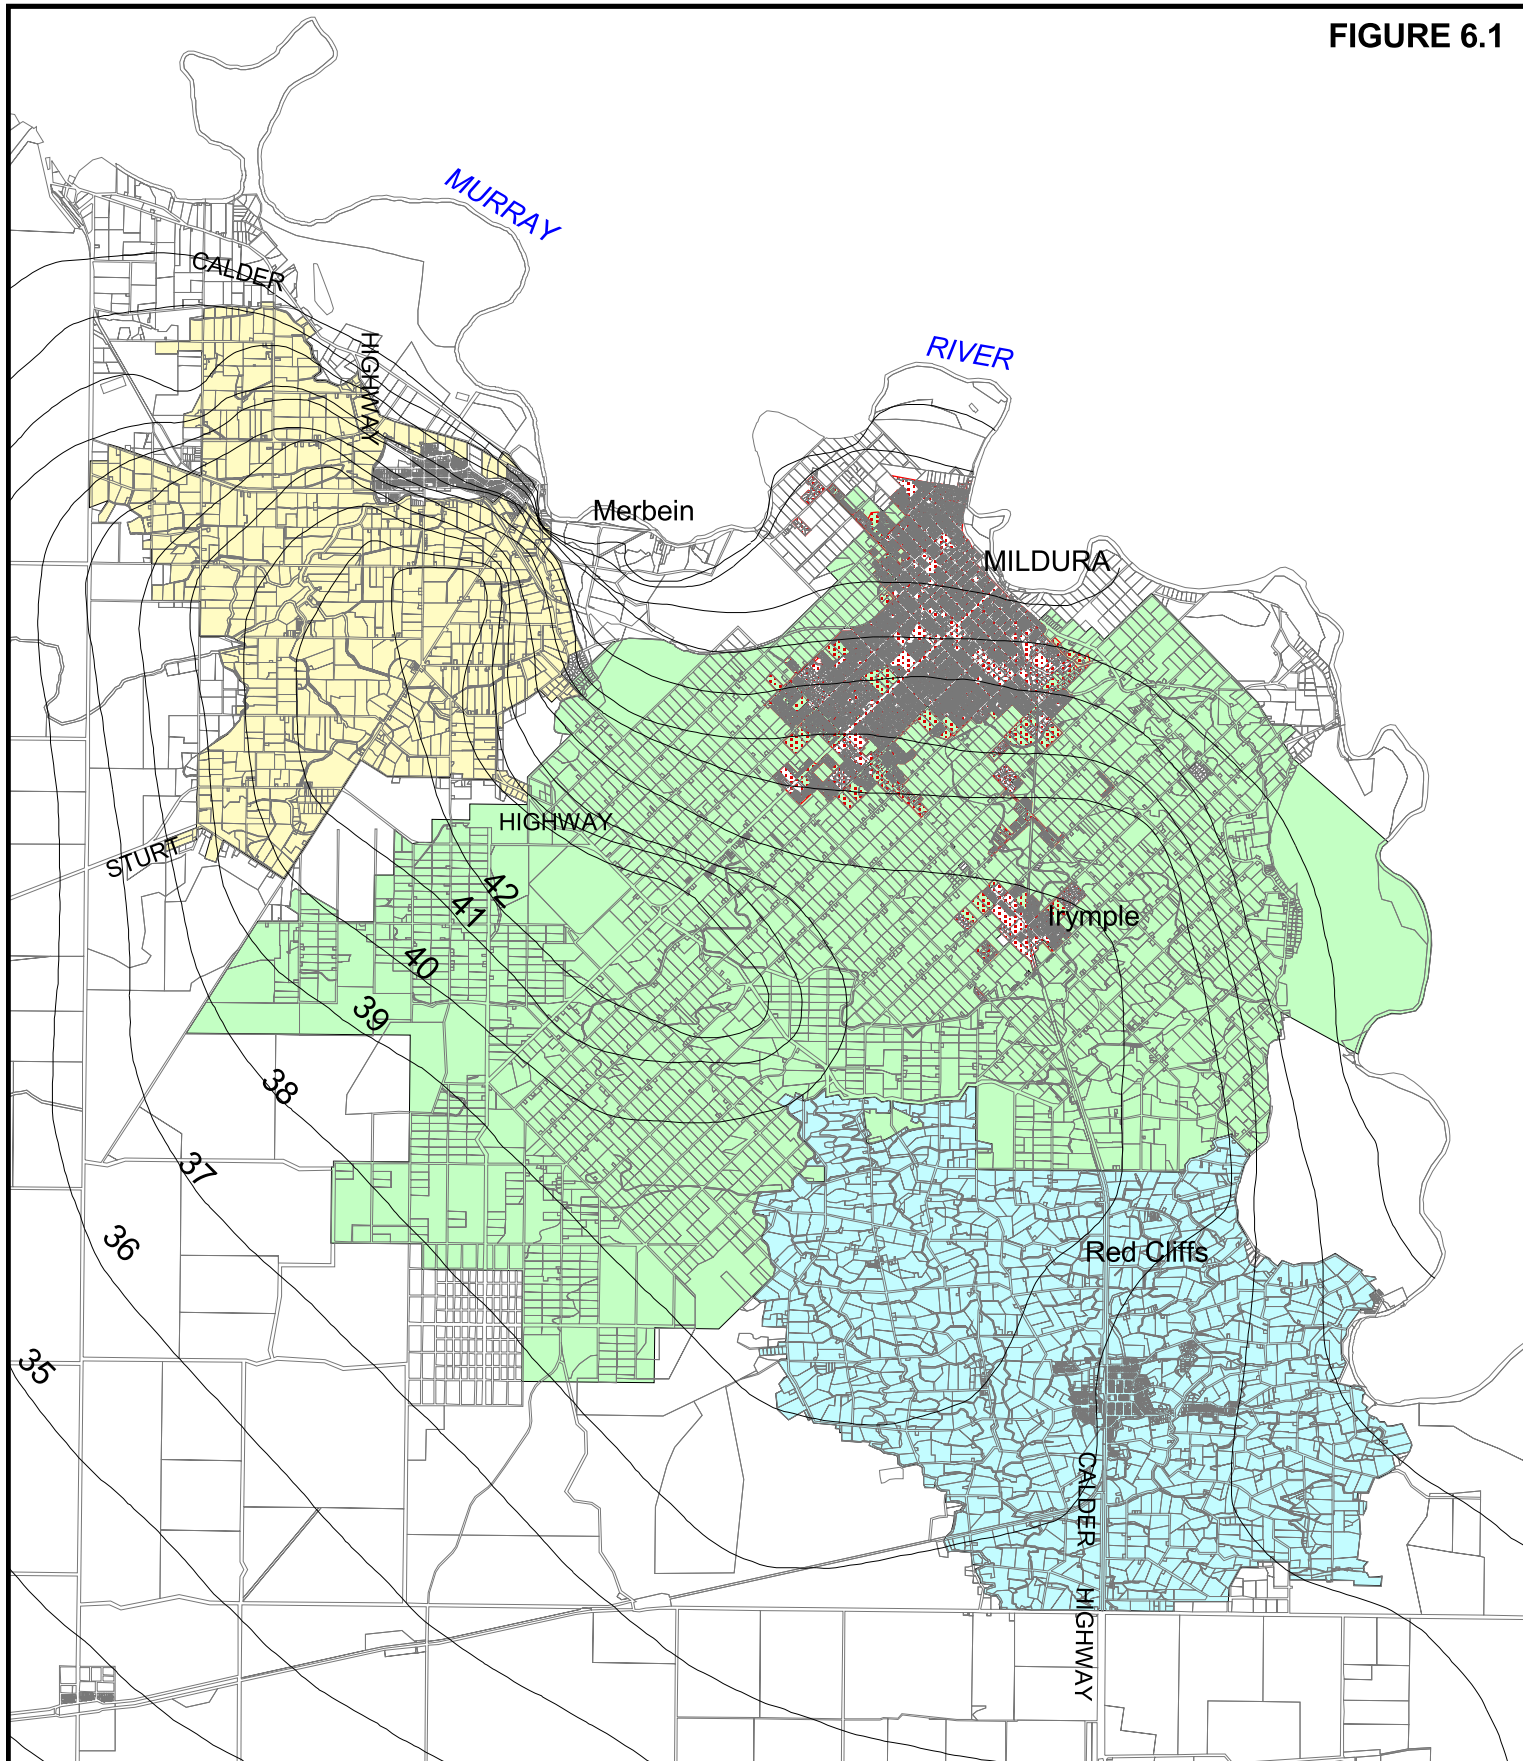 FIGURE 6.1
MURRAY
CALDER
HIGHWAY
RIVER
Merbein
MILDURA
HIGHWAY
STURT
42
41
Irymple
40
39
38
37
36
Red Cliffs
35
CALDER
HIGHWAY